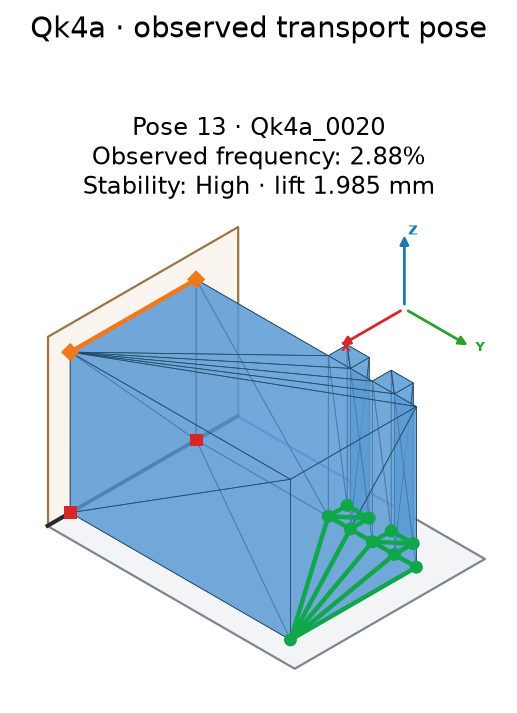 Qk4a · observed transport pose
Pose 13 · Qk4a_0020
Observed frequency: 2.88%
Stability: High · lift 1.985 mm
Z
X
Y